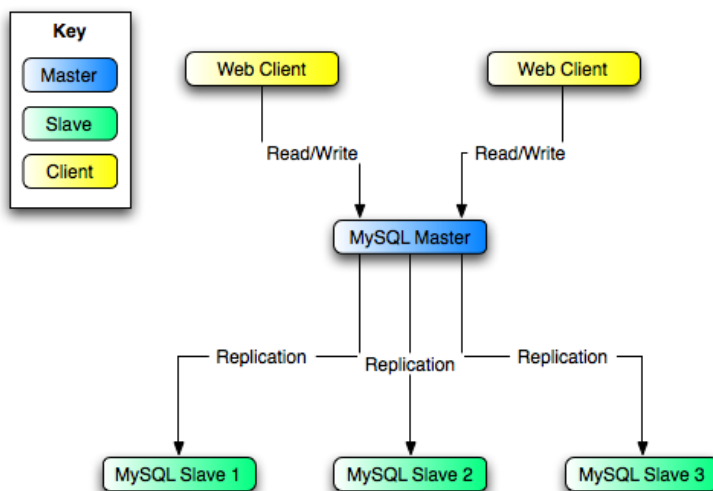 Key
Master
Slave
Client
Web Client
Web Client
Read/Write
Read/Write
MySQL Master
Replication
Replication
Replication
MySQL Slave 1
MySQL Slave 2
MySQL Slave 3